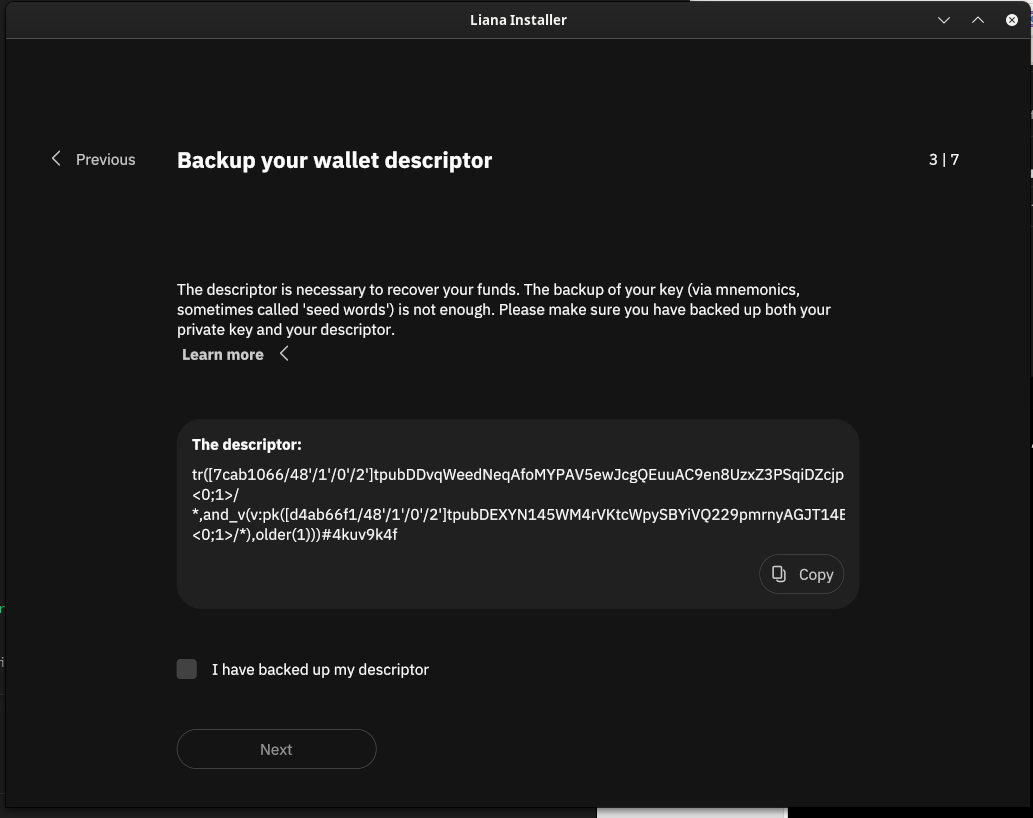 Liana Installer
Previous
Backup your wallet descriptor
3 | 7
The descriptor is necessary to recover your funds. The backup of your key (via mnemonics,
sometimes called 'seed words') is not enough. Please make sure you have backed up both your
private key and your descriptor.
Learn more
The descriptor:
tr([7cab1066/48'/1'/0'/2']tpubDDvqWeedNeqAfoMYPAV5ewJcgQEuuAC9en8UzxZ3PSqiDZcjp
<0;1>/
*,and_v(v:pk([d4ab66f1/48'/1'/0'/2']tpubDEXYN145WM4rVKtcWpySBYiVQ229pmrnyAGJT14E
<0;1>/*),older(1)))#4kuv9k4f
Copy
I have backed up my descriptor
Next